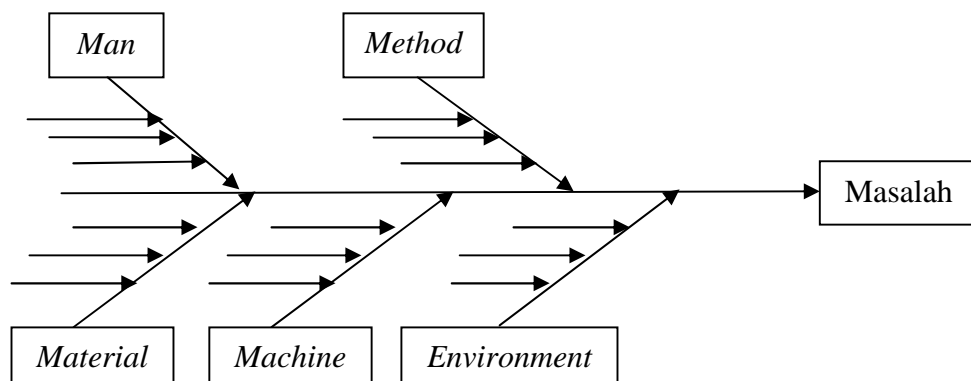 Man
Method
Masalah
Material
Machine
Environment